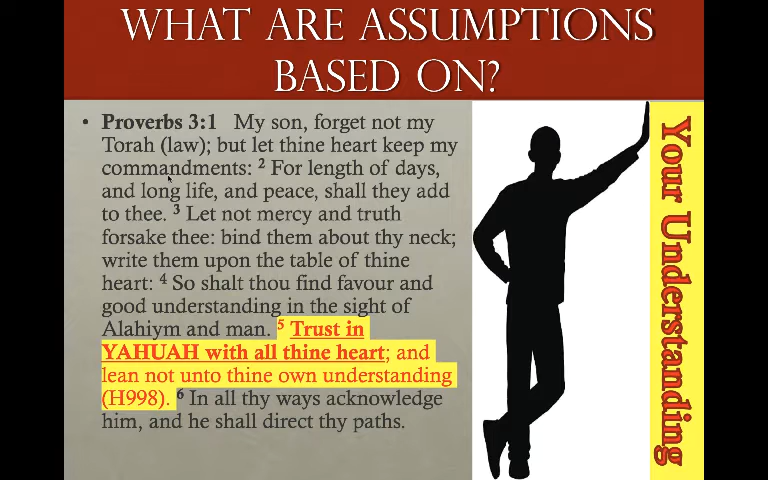 WHAT ARE ASSUMPTIONS
BASED ON?
• Proverbs 3:1 My son, forget not my
Torah (law); but let thine heart keep my
commandments: 2 For length of days,
and long life, and peace, shall they add
to thee. 3 Let not mercy and truth
forsake thee: bind them about thy neck;
write them upon the table of thine
heart: 4 So shalt thou find favour and
good understanding in the sight of
Alahiym and man. 5 Trust in
YAHUAH with all thine heart; and
lean not unto thine own understanding
(H998). 6 In all thy ways acknowledge
him, and he shall direct thy paths.
Your Understanding